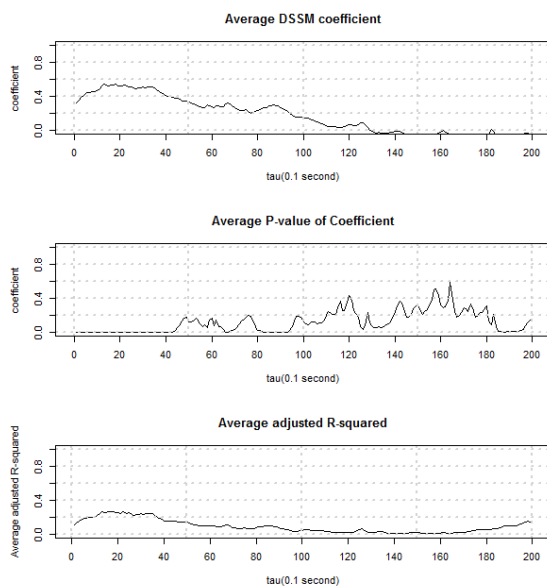 Average DSSM coefficient
coefficient
0.0 0.4 0.8
0 20 40 60 80 100 120 140 160 180 200
tau(0.1 second)
Average P-value of Coefficient
coefficient
0.0 0.4 0.8
0 20 40 60 80 100 120 140 160 180 200
tau(0.1 second)
Average adjusted R-squared
Average adjusted R-squared
0.0 0.4 0.8
0 20 40 60 80 100 120 140 160 180 200
tau(0.1 second)